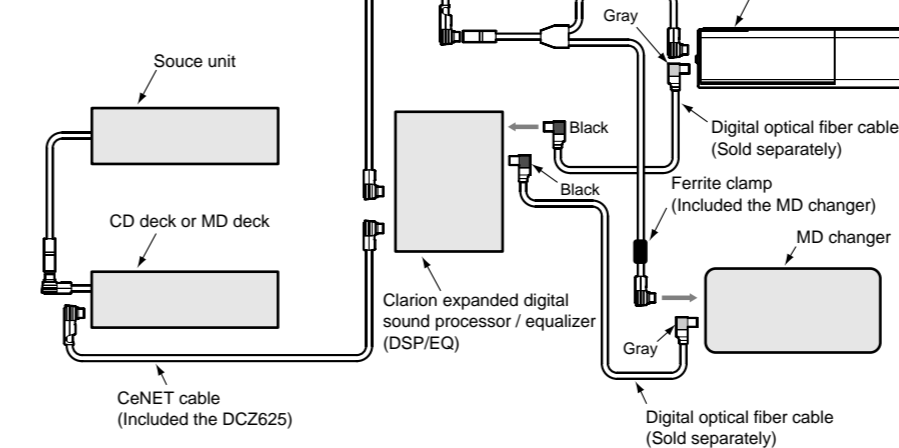 Gray
Souce unit
Digital optical fiber cable
(Sold separately)
Black
Black
Ferrite clamp
(Included the MD changer)
CD deck or MD deck
MD changer
Clarion expanded digital
sound processor / equalizer
(DSP/EQ)
Gray
CeNET cable
(Included the DCZ625)
Digital optical fiber cable
(Sold separately)